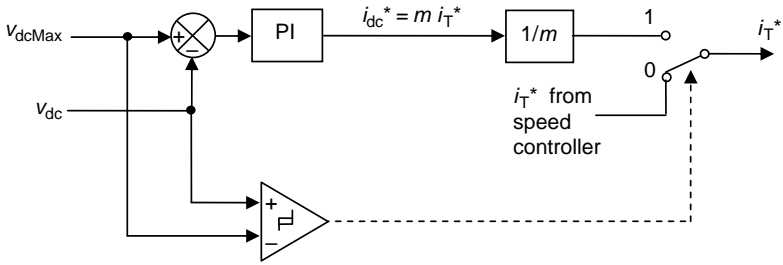 v_dcMax
+
−
PI
i_dc* = m i_T*
1/m
1
0
i_T*
v_dc
i_T* from
speed
controller
+
−